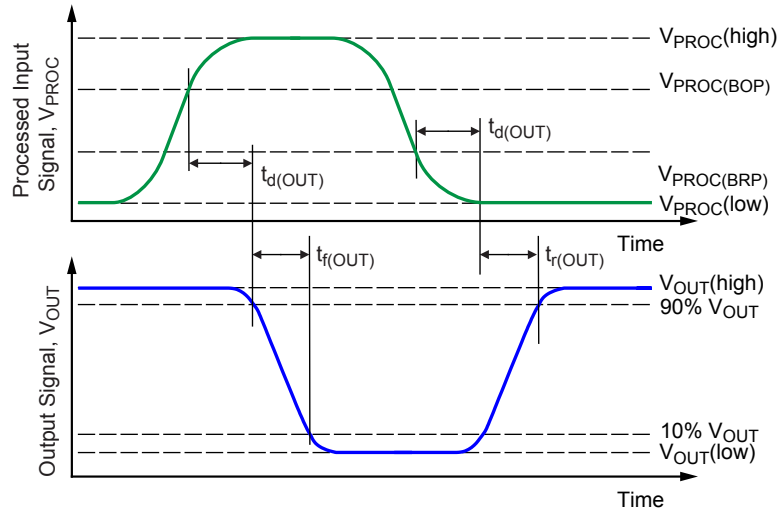 Processed Input
Signal, VPROC
VPROC(high)
VPROC(BOP)
td(OUT)
td(OUT)
VPROC(BRP)
VPROC(low)
Time
Output Signal, VOUT
tf(OUT)
tr(OUT)
VOUT(high)
90% VOUT
10% VOUT
VOUT(low)
Time